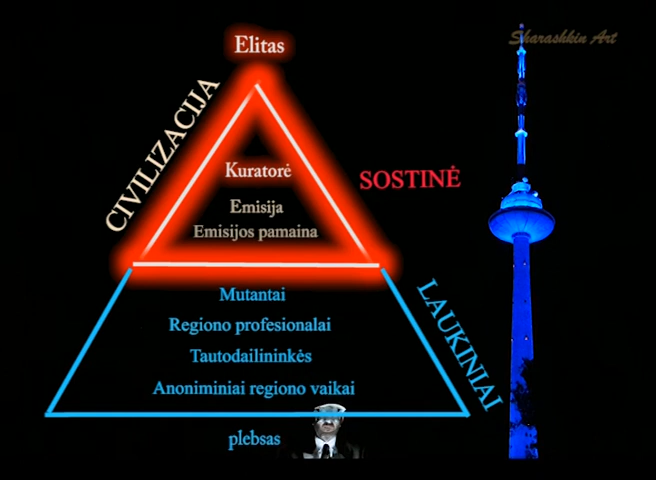 Sharashkin Art
Elitas
CIVILIZACIJA
Kuratorė
SOSTINĖ
Emisija
Emisijos pamaina
Mutantai
LAUKINIAI
Regiono profesionalai
Tautodailininkės
Anoniminiai regiono vaikai
plebsas